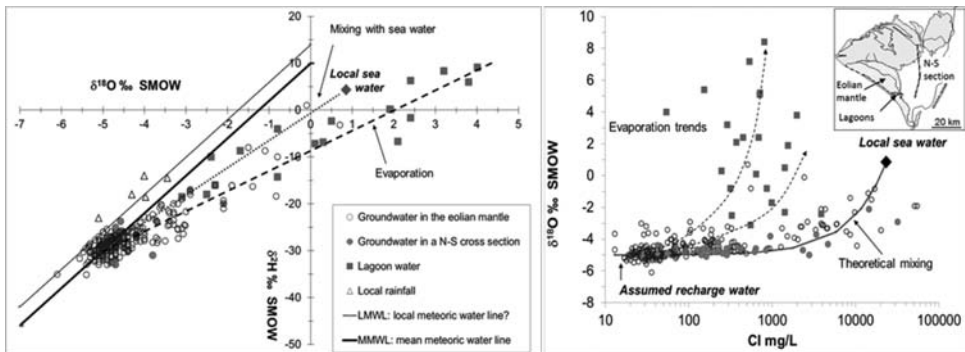 20
Mixing with sea water
δ¹⁸O ‰ SMOW
10
Local sea
water
0
-7 -6 -5 -4 -3 -2 -1 0 1 2 3 4 5
-10
Evaporation
-20
-30
-40
-50
δ²H ‰ SMOW
Groundwater in the eolian mantle
Groundwater in a N-S cross section
Lagoon water
Local rainfall
LMWL: local meteoric water line?
MMWL: mean meteoric water line
δ¹⁸O ‰ SMOW
10
8
6
4
2
0
-2
-4
-6
-8
10 100 1000 10000 100000
Cl mg/L
Evaporation trends
Assumed recharge water
Theoretical mixing
Local sea water
N-S
section
Eolian
mantle
Lagoons
20 km